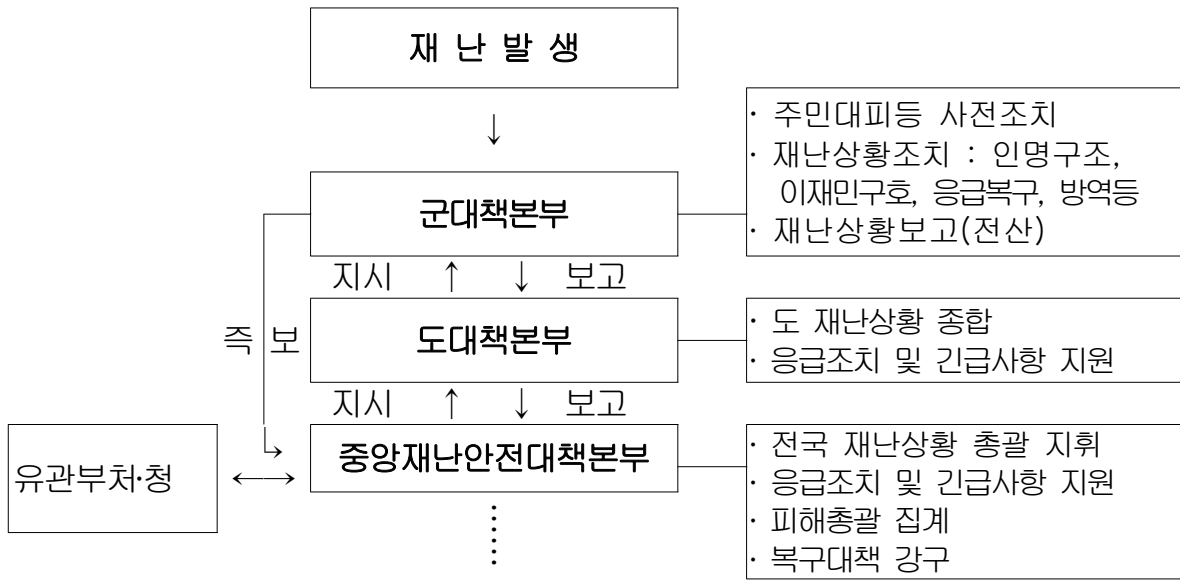 재 난 발 생
↓
· 주민대피등 사전조치
· 재난상황조치 : 인명구조,
이재민구호, 응급복구, 방역등
· 재난상황보고(전산)
군대책본부
지시 ↑ ↓ 보고
즉 보
도대책본부
· 도 재난상황 종합
· 응급조치 및 긴급사항 지원
지시 ↑ ↓ 보고
유관부처·청
↔
중앙재난안전대책본부
· 전국 재난상황 총괄 지휘
· 응급조치 및 긴급사항 지원
· 피해총괄 집계
· 복구대책 강구